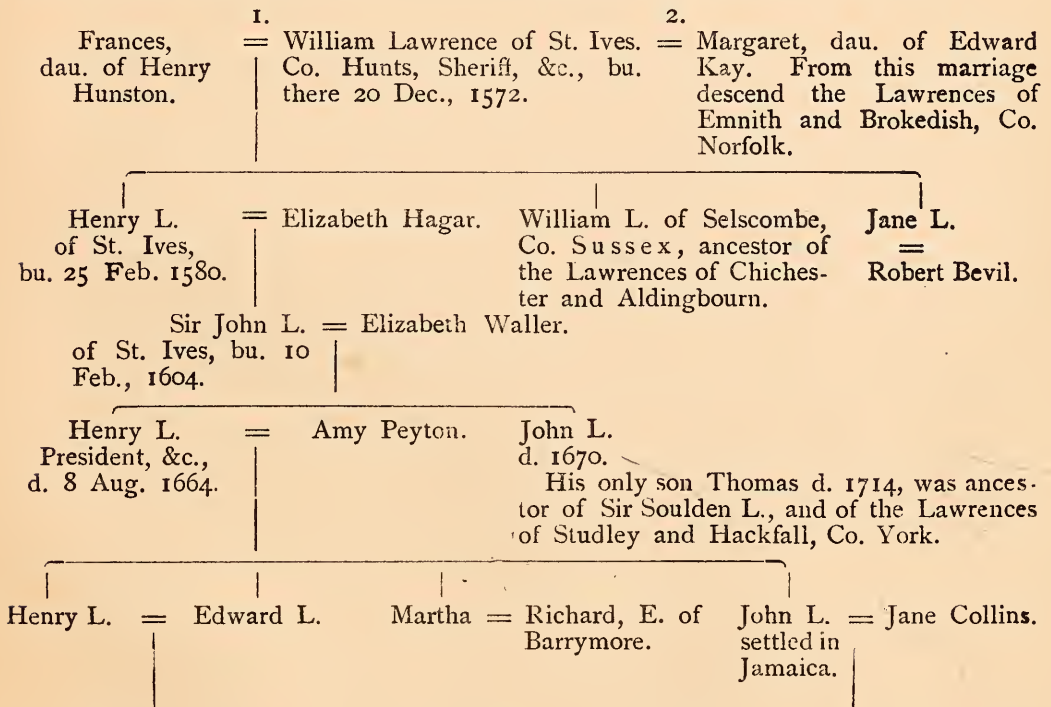 1. 2.
Frances, = William Lawrence of St. Ives. = Margaret, dau. of Edward
dau. of Henry Co. Hunts, Sheriff, &c., bu. Kay. From this marriage
Hunston. there 20 Dec., 1572. descend the Lawrences of
Emnith and Brokedish, Co.
Norfolk.
Henry L. = Elizabeth Hagar. William L. of Selscombe, Jane L.
of St. Ives, Co. Sussex, ancestor of =
bu. 25 Feb. 1580. the Lawrences of Chiches- Robert Bevil.
ter and Aldingbourn.
Sir John L. = Elizabeth Waller.
of St. Ives, bu. 10
Feb., 1604.
Henry L. = Amy Peyton. John L.
President, &c., d. 1670.
d. 8 Aug. 1664. His only son Thomas d. 1714, was ances-
tor of Sir Soulden L., and of the Lawrences
of Studley and Hackfall, Co. York.
Henry L. = Edward L. Martha = Richard, E. of John L. = Jane Collins.
Barrymore. settled in
Jamaica.